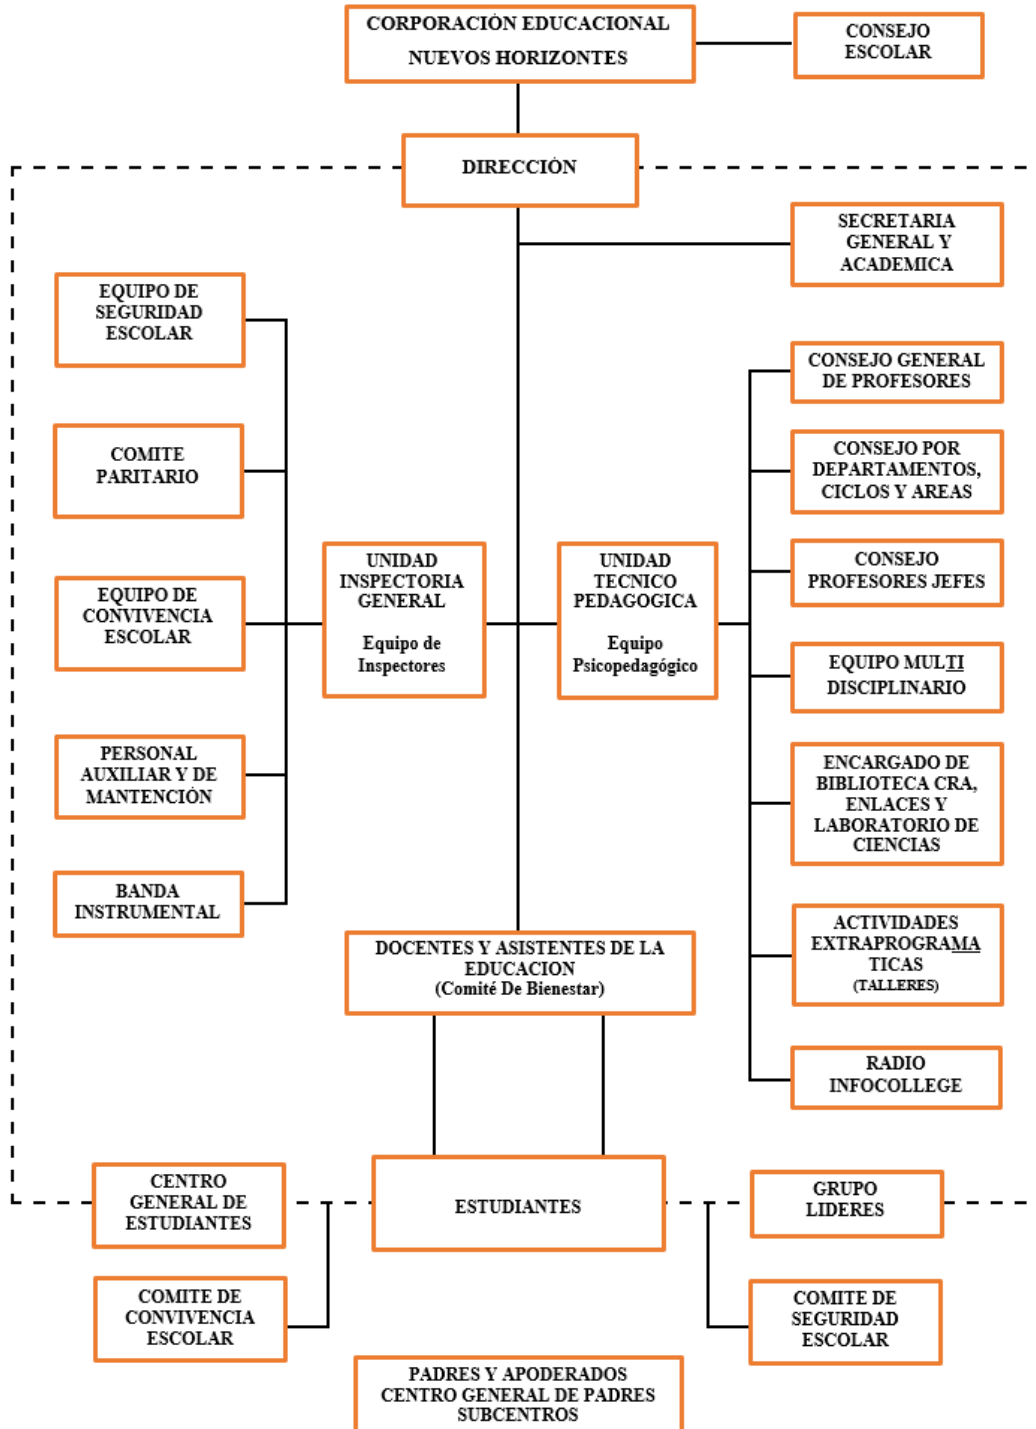 CORPORACIÓN EDUCACIONAL
NUEVOS HORIZONTES
CONSEJO
ESCOLAR
DIRECCIÓN
SECRETARIA
GENERAL Y
ACADEMICA
EQUIPO DE
SEGURIDAD
ESCOLAR
CONSEJO GENERAL
DE PROFESORES
COMITE
PARITARIO
CONSEJO POR
DEPARTAMENTOS,
CICLOS Y AREAS
UNIDAD
INSPECTORIA
GENERAL
Equipo de
Inspectores
UNIDAD
TECNICO
PEDAGOGICA
Equipo
Psicopedagógico
CONSEJO
PROFESORES JEFES
EQUIPO DE
CONVIVENCIA
ESCOLAR
EQUIPO MULTI
DISCIPLINARIO
PERSONAL
AUXILIAR Y DE
MANTENCIÓN
ENCARGADO DE
BIBLIOTECA CRA,
ENLACES Y
LABORATORIO DE
CIENCIAS
BANDA
INSTRUMENTAL
ACTIVIDADES
EXTRAPROGRAMA
TICAS
(TALLERES)
DOCENTES Y ASISTENTES DE LA
EDUCACION
(Comité De Bienestar)
RADIO
INFOCOLLEGE
CENTRO
GENERAL DE
ESTUDIANTES
ESTUDIANTES
GRUPO
LIDERES
COMITE DE
CONVIVENCIA
ESCOLAR
COMITE DE
SEGURIDAD
ESCOLAR
PADRES Y APODERADOS
CENTRO GENERAL DE PADRES
SUBCENTROS